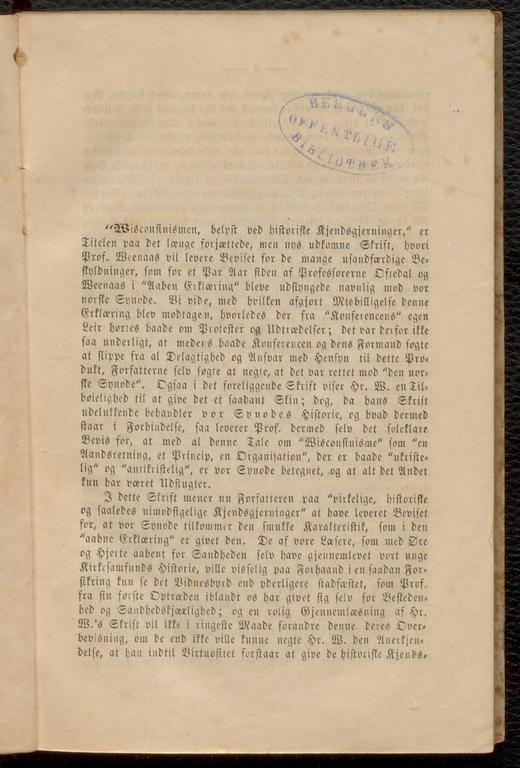 BERGENS
OFFENTLIGE
BIBLIOTHEK
"Wisconsinismen, belyst ved historiske Kjendsgjerninger," er
Titelen paa det længe forjættede, men nys udkomne Skrift, hvori
Prof. Weenaas vil levere Beviset for de mange usandfærdige Be-
skyldninger, som for et Par Aar siden af Professorerne Oftedal og
Weenaas i "Aaben Erklæring" bleve udslyngede navnlig mod vor
norske Synode. Vi vide, med hvilken afgjort Misbilligelse denne
Erklæring blev modtagen, hvorledes der fra "Konferencens" egen
Leir hørtes baade om Protester og Udtrædelser; det var derfor ikke
saa underligt, at medens baade Konferencen og dens Formand søgte
at slippe fra al Delagtighed og Ansvar med Hensyn til dette Pro-
dukt, Forfatterne selv søgte at negte, at det var rettet mod "den nor-
ske Synode". Ogsaa i det foreliggende Skrift viser Hr. W. en Til-
bøielighed til at give det et saadant Skin; dog, da hans Skrift
udelukkende behandler vor Synodes Historie, og hvad dermed
staar i Forbindelse, saa leverer Prof. dermed selv det soleklare
Bevis for, at med al denne Tale om "Wisconsinisme" som "en
Aandsretning, et Princip, en Organisation", der er baade "ukriste-
lig" og "antikristelig", er vor Synode betegnet, og at alt det Andet
kun har været Udflugter.
I dette Skrift mener nu Forfatteren paa "virkelige, historiske
og saaledes uimodsigelige Kjendsgjerninger" at have leveret Beviset
for, at vor Synode tilkommer den smukke Karakteristik, som i den
"aabne Erklæring" er givet den. De af vore Læsere, som med Øre
og Hjerte aabent for Sandheden selv have gjennemlevet vort unge
Kirkesamfunds Historie, ville visselig paa Forhaand i en saadan For-
sikring kun se det Vidnesbyrd end yderligere stadfæstet, som Prof.
fra sin første Optræden iblandt os har givet sig selv for Besleden-
hed og Sandhedskjærlighed; og en rolig Gjennemlæsning af Hr.
W.'s Skrift vil ikke i ringeste Maade forandre denne deres Over-
bevisning, om de end ikke ville kunne negte Hr. W. den Anerkjen-
delse, at han indtil Virtuositet forstaar at give de historiske Kjends-